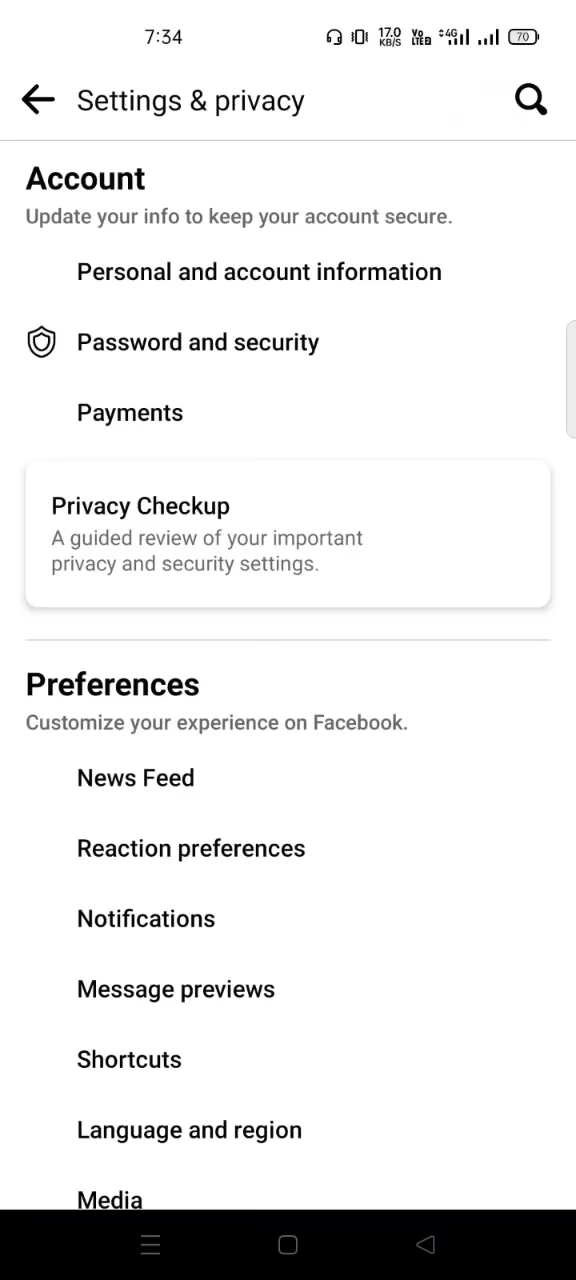 7:34 17.0 KB/S Vo LTE2 4G 70
Settings & privacy
Account
Update your info to keep your account secure.
Personal and account information
Password and security
Payments
Privacy Checkup
A guided review of your important
privacy and security settings.
Preferences
Customize your experience on Facebook.
News Feed
Reaction preferences
Notifications
Message previews
Shortcuts
Language and region
Media